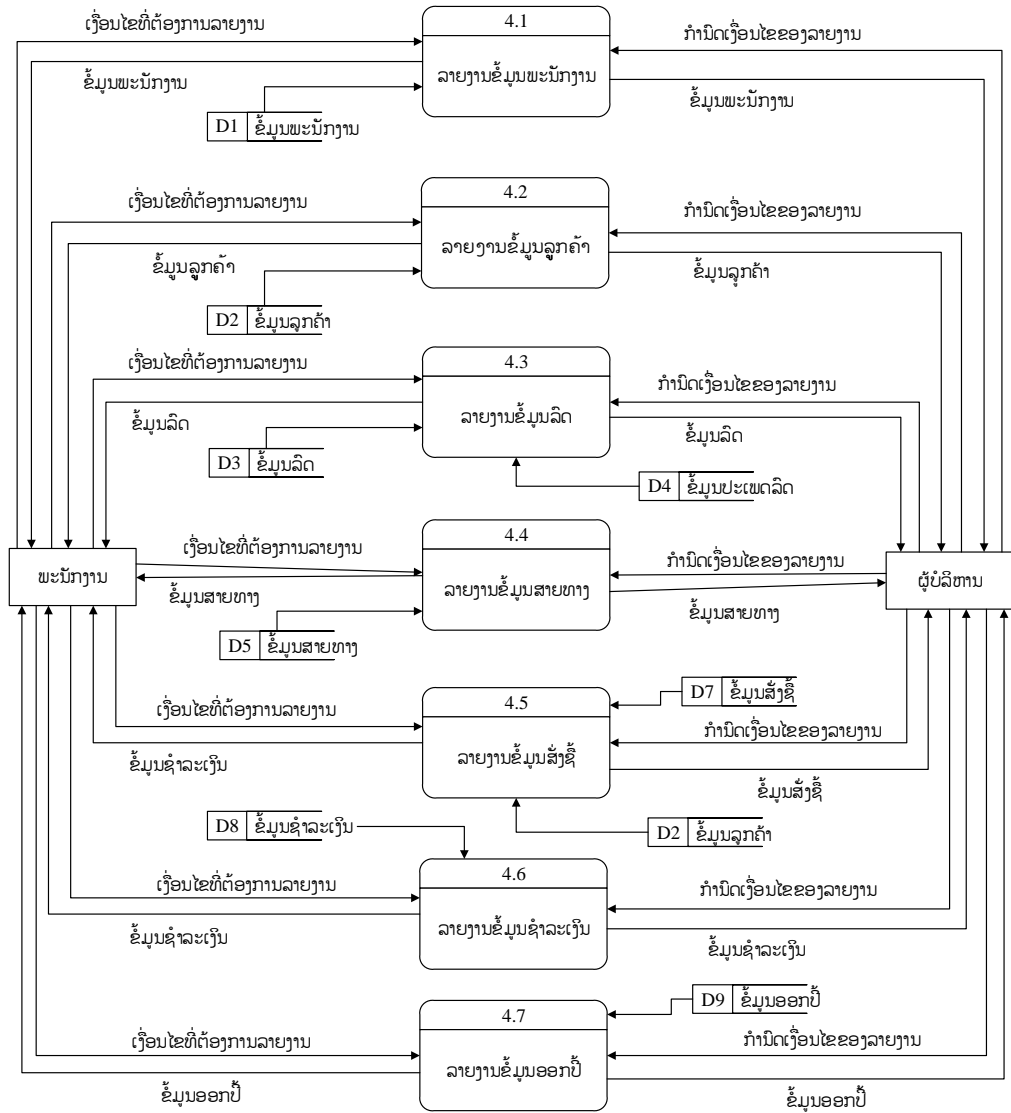 ເງື່ອນໄຂທີ່ຕ້ອງການລາຍງານ
4.1
ກຳນົດເງື່ອນໄຂຂອງລາຍງານ
ຂໍ້ມູນພະນັກງານ
ລາຍງານຂໍ້ມູນພະນັກງານ
ຂໍ້ມູນພະນັກງານ
D1 ຂໍ້ມູນພະນັກງານ
ເງື່ອນໄຂທີ່ຕ້ອງການລາຍງານ
4.2
ກຳນົດເງື່ອນໄຂຂອງລາຍງານ
ຂໍ້ມູນລູກຄ້າ
ລາຍງານຂໍ້ມູນລູກຄ້າ
ຂໍ້ມູນລູກຄ້າ
D2 ຂໍ້ມູນລູກຄ້າ
ເງື່ອນໄຂທີ່ຕ້ອງການລາຍງານ
4.3
ກຳນົດເງື່ອນໄຂຂອງລາຍງານ
ຂໍ້ມູນລົດ
ລາຍງານຂໍ້ມູນລົດ
ຂໍ້ມູນລົດ
D3 ຂໍ້ມູນລົດ
D4 ຂໍ້ມູນປະເພດລົດ
ເງື່ອນໄຂທີ່ຕ້ອງການລາຍງານ
4.4
ກຳນົດເງື່ອນໄຂຂອງລາຍງານ
ພະນັກງານ
ຂໍ້ມູນສາຍທາງ
ລາຍງານຂໍ້ມູນສາຍທາງ
ຂໍ້ມູນສາຍທາງ
ຜູ້ບໍລິຫານ
D5 ຂໍ້ມູນສາຍທາງ
D7 ຂໍ້ມູນສັ່ງຊື້
ເງື່ອນໄຂທີ່ຕ້ອງການລາຍງານ
4.5
ກຳນົດເງື່ອນໄຂຂອງລາຍງານ
ຂໍ້ມູນຊຳລະເງິນ
ລາຍງານຂໍ້ມູນສັ່ງຊື້
ຂໍ້ມູນສັ່ງຊື້
D8 ຂໍ້ມູນຊຳລະເງິນ
D2 ຂໍ້ມູນລູກຄ້າ
ເງື່ອນໄຂທີ່ຕ້ອງການລາຍງານ
4.6
ກຳນົດເງື່ອນໄຂຂອງລາຍງານ
ຂໍ້ມູນຊຳລະເງິນ
ລາຍງານຂໍ້ມູນຊຳລະເງິນ
ຂໍ້ມູນຊຳລະເງິນ
D9 ຂໍ້ມູນອອກປີ້
ເງື່ອນໄຂທີ່ຕ້ອງການລາຍງານ
4.7
ກຳນົດເງື່ອນໄຂຂອງລາຍງານ
ຂໍ້ມູນອອກປີ້
ລາຍງານຂໍ້ມູນອອກປີ້
ຂໍ້ມູນອອກປີ້